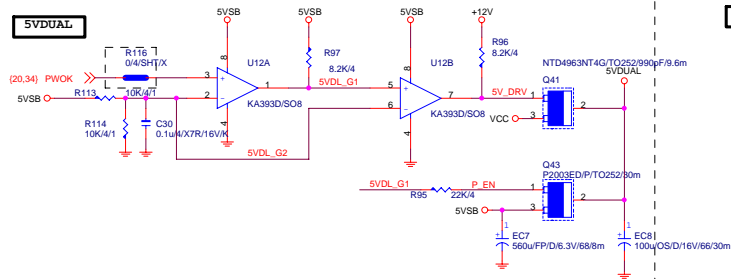 5VDUAL
5VSB
5VSB
5VSB
+12V
R116
0/4/SHT/X
U12A
R97
8.2K/4
U12B
R96
8.2K/4
NTD4963NT4G/TO252/990pF/9.6m
5VDUAL
{20,34} PWOK
3
+
8
1
5VDL_G1
5
+
8
7
5V_DRV
Q41
1
2
5VSB
R113
10K/4/1
2
-
4
KA393D/SO8
6
-
4
KA393D/SO8
VCC
3
R114
10K/4/1
C30
0.1u/4/X7R/16V/K
5VDL_G2
Q43
P2003ED/P/TO252/30m
5VDL_G1
R95
22K/4
P_EN
1
2
5VSB
3
1
+
EC7
560u/FP/D/6.3V/68/8m
1
+
EC8
100u/OS/D/16V/66/30m